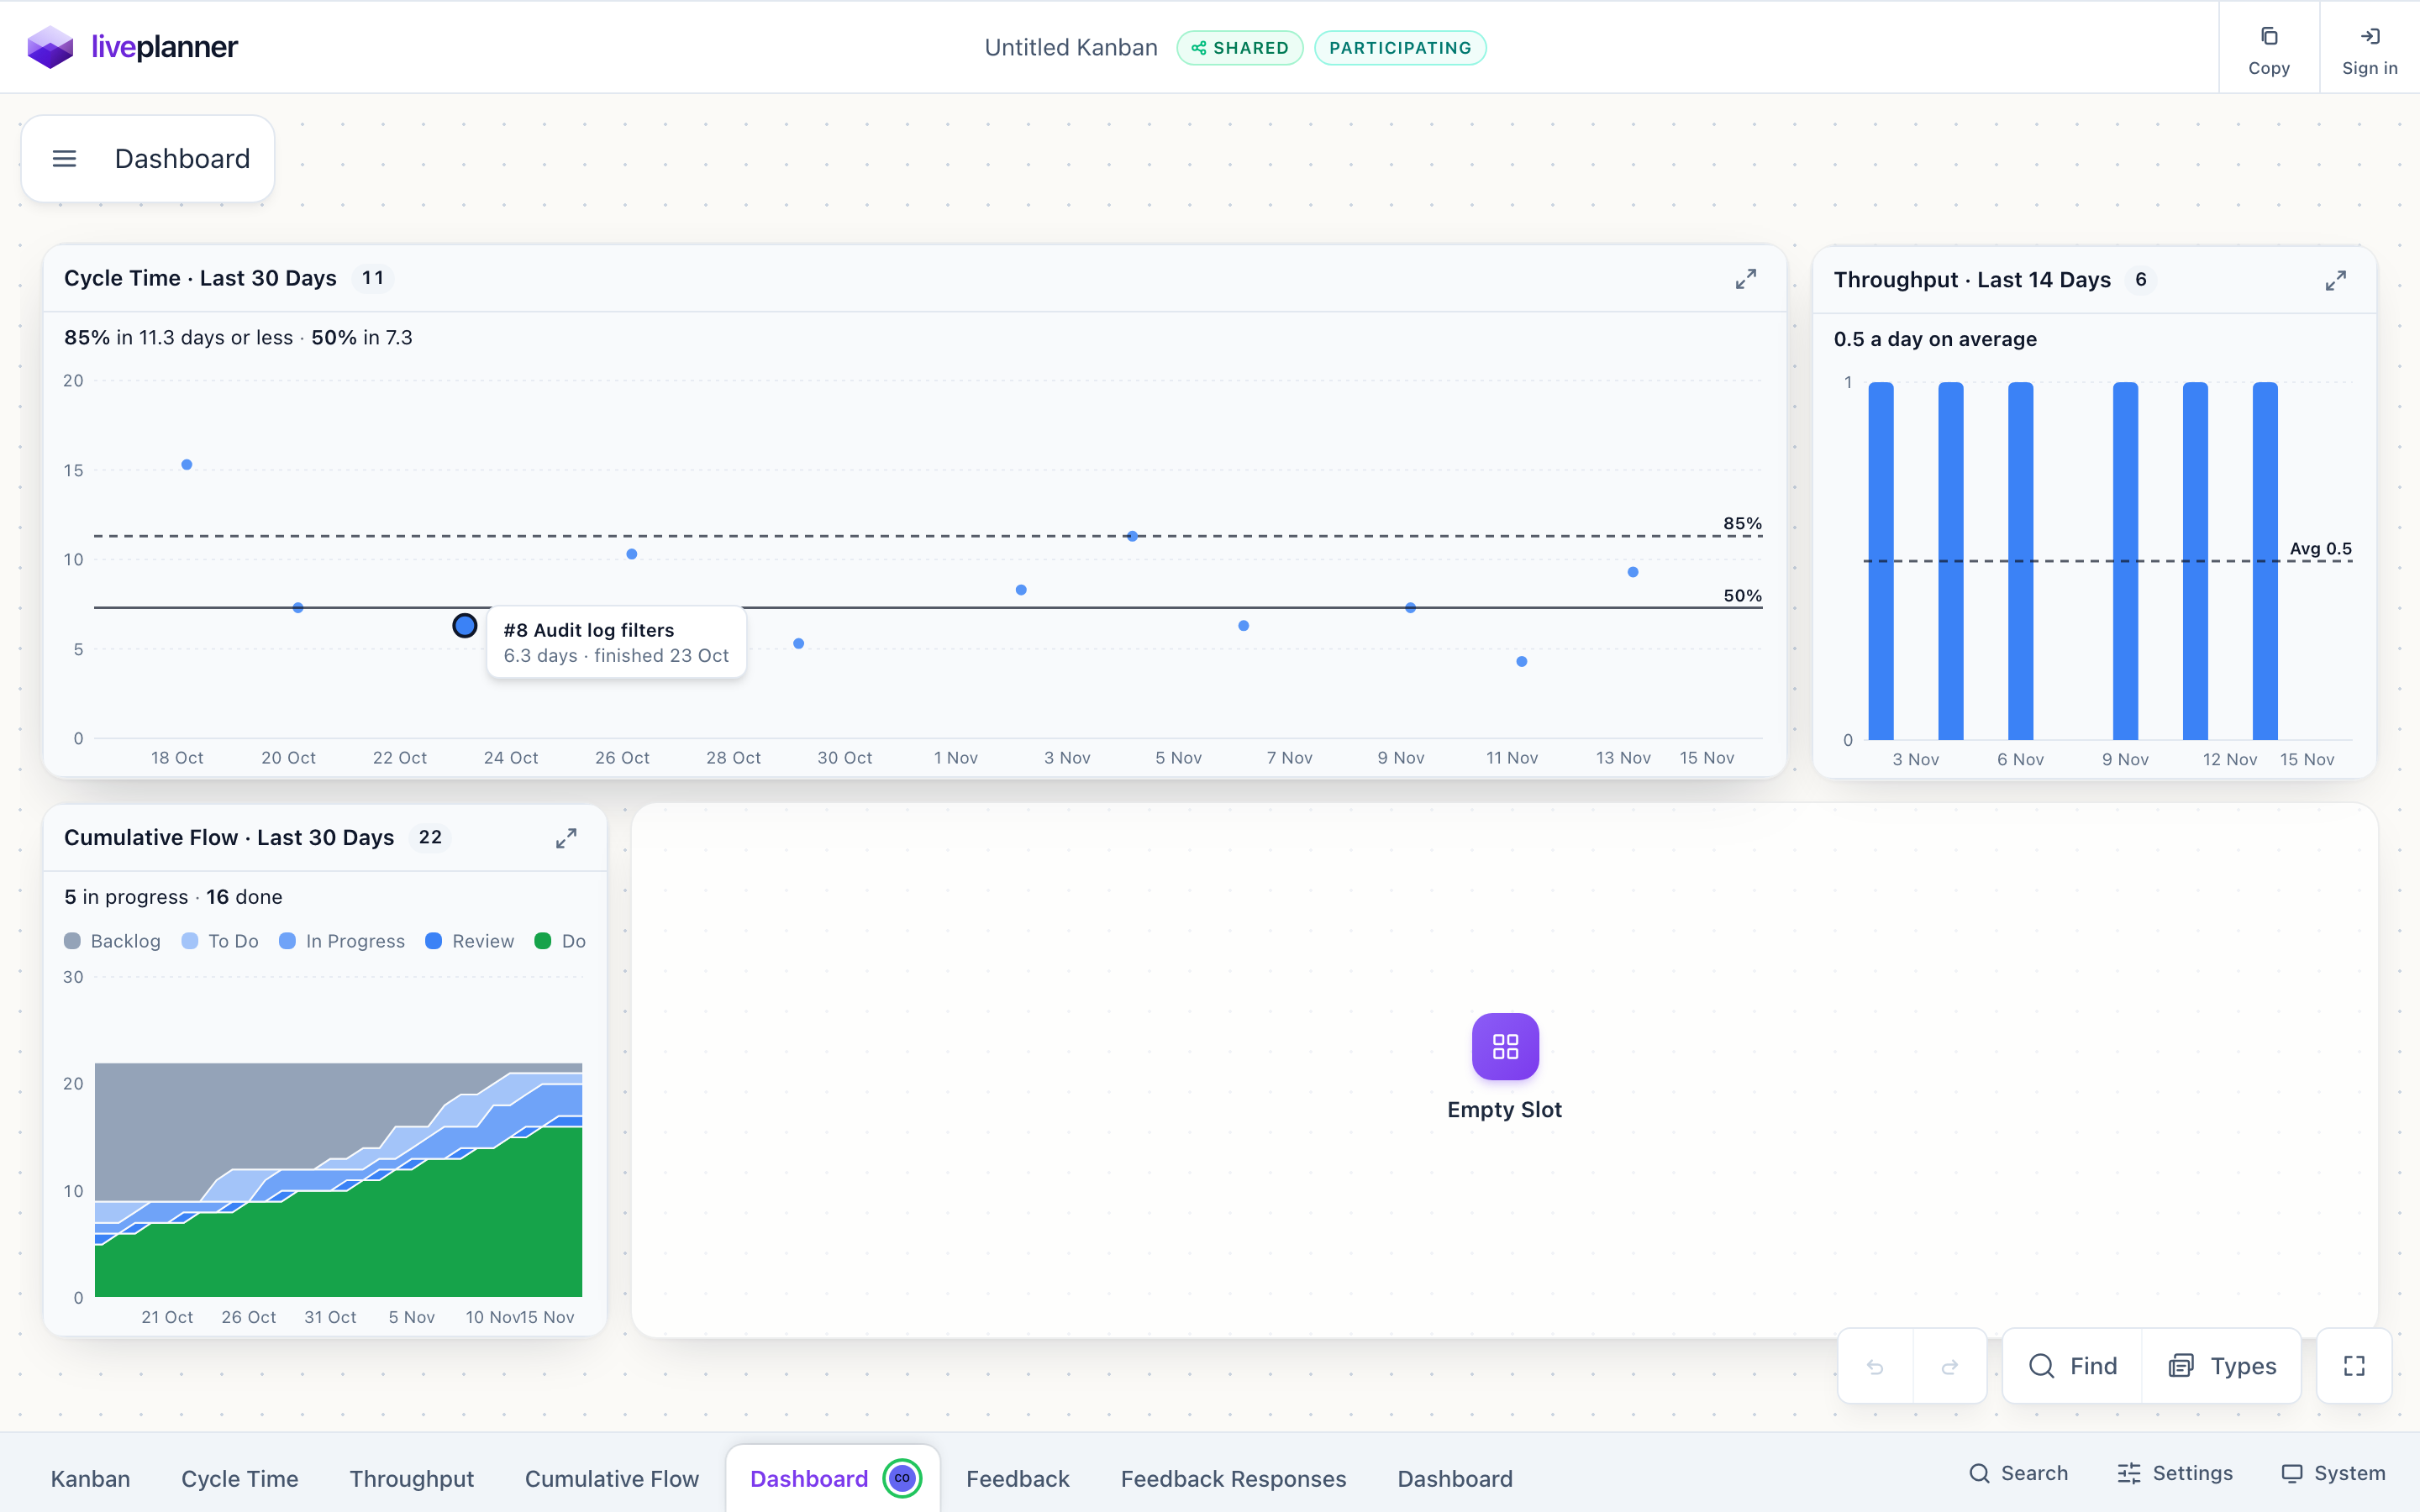 liveplanner
Untitled Kanban
SHARED
PARTICIPATING
Copy
Sign in
Dashboard
Cycle Time · Last 30 Days 11
85% in 11.3 days or less · 50% in 7.3
20
15
10
5
0
85%
50%
#8 Audit log filters
6.3 days · finished 23 Oct
18 Oct 20 Oct 22 Oct 24 Oct 26 Oct 28 Oct 30 Oct 1 Nov 3 Nov 5 Nov 7 Nov 9 Nov 11 Nov 13 Nov 15 Nov
Throughput · Last 14 Days 6
0.5 a day on average
1
Avg 0.5
0
3 Nov 6 Nov 9 Nov 12 Nov 15 Nov
Cumulative Flow · Last 30 Days 22
5 in progress · 16 done
Backlog To Do In Progress Review Do
30
20
10
0
21 Oct 26 Oct 31 Oct 5 Nov 10 Nov 15 Nov
Empty Slot
Find
Types
Kanban Cycle Time Throughput Cumulative Flow Dashboard CO Feedback Feedback Responses Dashboard
Search Settings System